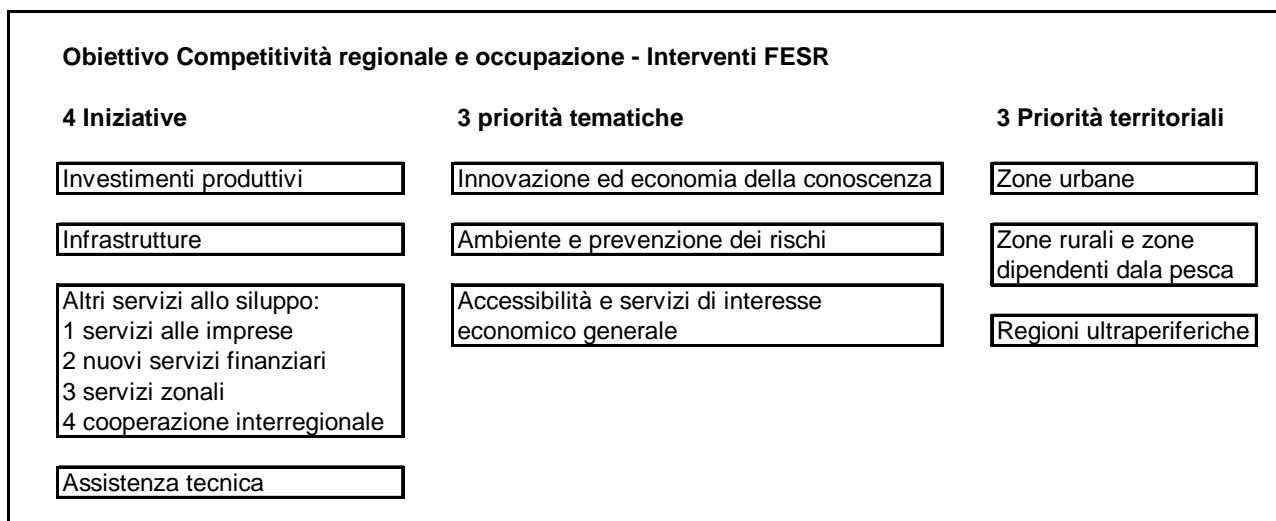 Obiettivo Competitività regionale e occupazione - Interventi FESR
4 Iniziative
Investimenti produttivi
Infrastrutture
Altri servizi allo siluppo:
1 servizi alle imprese
2 nuovi servizi finanziari
3 servizi zonali
4 cooperazione interregionale
Assistenza tecnica
3 priorità tematiche
Innovazione ed economia della conoscenza
Ambiente e prevenzione dei rischi
Accessibilità e servizi di interesse
economico generale
3 Priorità territoriali
Zone urbane
Zone rurali e zone
dipendenti dala pesca
Regioni ultraperiferiche